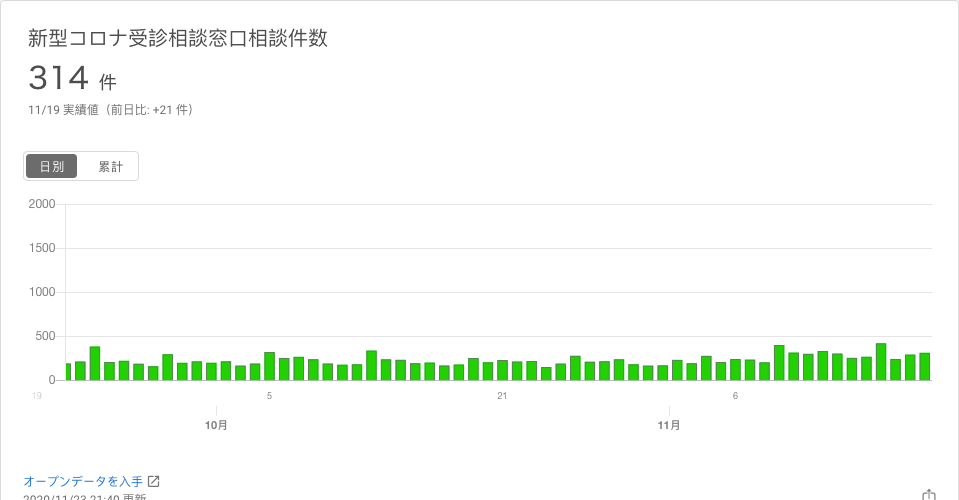 新型コロナ受診相談窓口相談件数
314 件
11/19 実績値（前日比: +21 件）
日別 累計
2000
1500
1000
500
0
19 5 21 6
10月 11月
オープンデータを入手
2020/11/23 21:40 更新